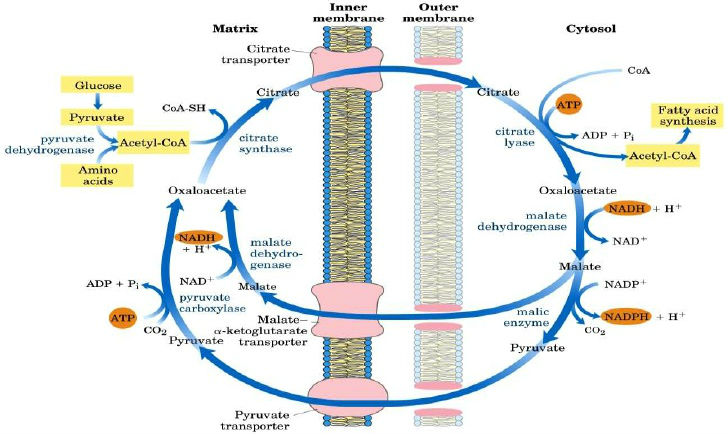 Matrix
Inner
membrane
Outer
membrane
Cytosol
Citrate
transporter
Glucose
Pyruvate
pyruvate
dehydrogenase
Acetyl-CoA
Amino
acids
CoA-SH
Citrate
citrate
synthase
Oxaloacetate
NADH
+ H+
NAD+
malate
dehydro-
genase
Malate
ADP + Pi
ATP
CO2
pyruvate
carboxylase
Pyruvate
Malate–
α-ketoglutarate
transporter
Pyruvate
transporter
Citrate
CoA
ATP
ADP + Pi
citrate
lyase
Fatty acid
synthesis
Acetyl-CoA
Oxaloacetate
malate
dehydrogenase
NADH + H+
NAD+
Malate
NADP+
malic
enzyme
NADPH + H+
CO2
Pyruvate